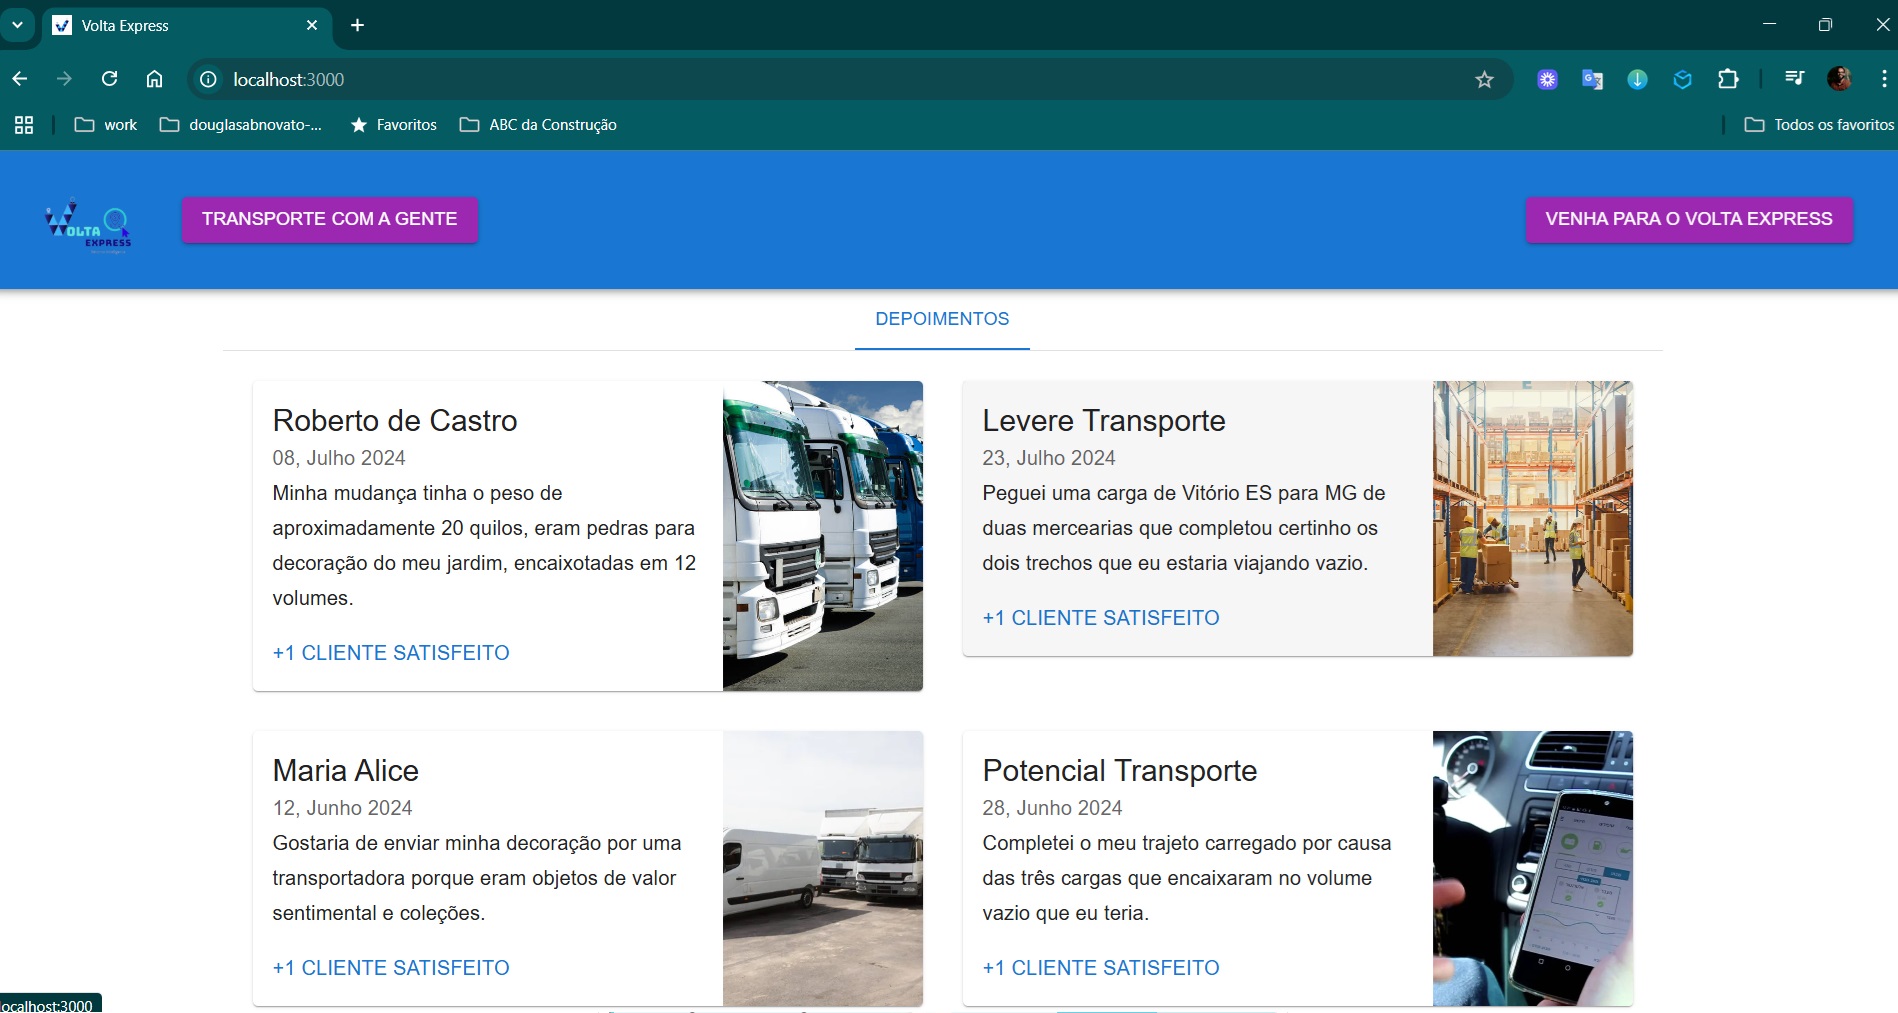 Volta Express
localhost:3000
work
douglasabnovato-...
Favoritos
ABC da Construção
Todos os favoritos
VOLTA
EXPRESS
TRANSPORTE COM A GENTE
VENHA PARA O VOLTA EXPRESS
DEPOIMENTOS
Roberto de Castro
08, Julho 2024
Minha mudança tinha o peso de
aproximadamente 20 quilos, eram pedras para
decoração do meu jardim, encaixotadas em 12
volumes.
+1 CLIENTE SATISFEITO
Levere Transporte
23, Julho 2024
Peguei uma carga de Vitório ES para MG de
duas mercearias que completou certinho os
dois trechos que eu estaria viajando vazio.
+1 CLIENTE SATISFEITO
Maria Alice
12, Junho 2024
Gostaria de enviar minha decoração por uma
transportadora porque eram objetos de valor
sentimental e coleções.
+1 CLIENTE SATISFEITO
Potencial Transporte
28, Junho 2024
Completei o meu trajeto carregado por causa
das três cargas que encaixaram no volume
vazio que eu teria.
+1 CLIENTE SATISFEITO
ocalhost:3000